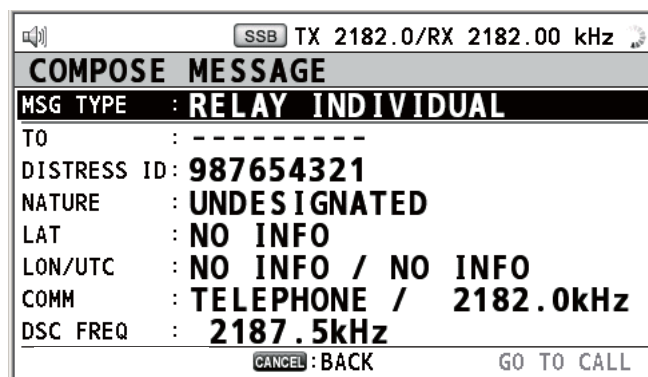 SSB TX 2182.0/RX 2182.00 kHz
COMPOSE MESSAGE
MSG TYPE : RELAY INDIVIDUAL
TO : ---------
DISTRESS ID: 987654321
NATURE : UNDESIGNATED
LAT : NO INFO
LON/UTC : NO INFO / NO INFO
COMM : TELEPHONE / 2182.0kHz
DSC FREQ : 2187.5kHz
CANCEL : BACK GO TO CALL